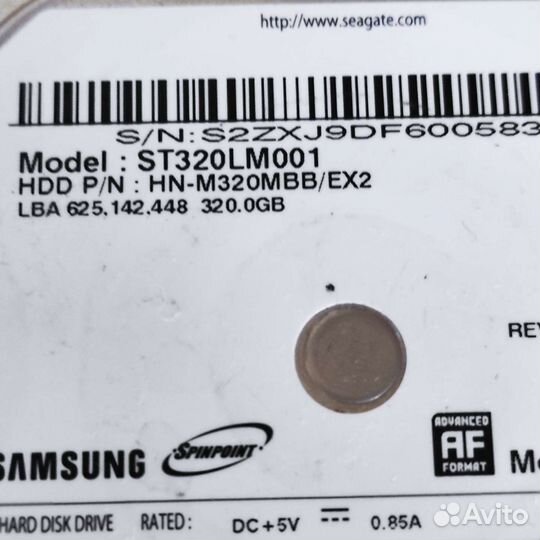 http://www.seagate.com
S/N:S2ZXJ9DF600583
Model : ST320LM001
HDD P/N : HN-M320MBB/EX2
LBA 625,142,448 320.0GB
REV
ADVANCED
AF
FORMAT
SAMSUNG SPINPOINT
HARD DISK DRIVE RATED: DC+5V 0.85A
Avito